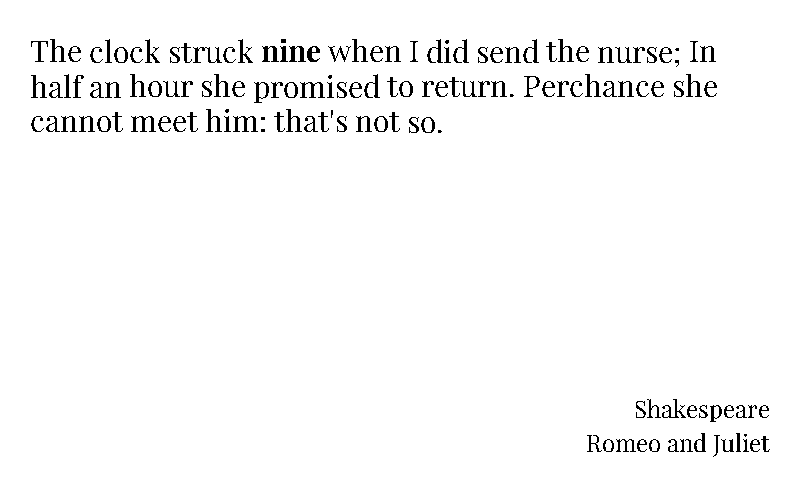 The clock struck nine when I did send the nurse; In
half an hour she promised to return. Perchance she
cannot meet him: that's not so.
Shakespeare
Romeo and Juliet